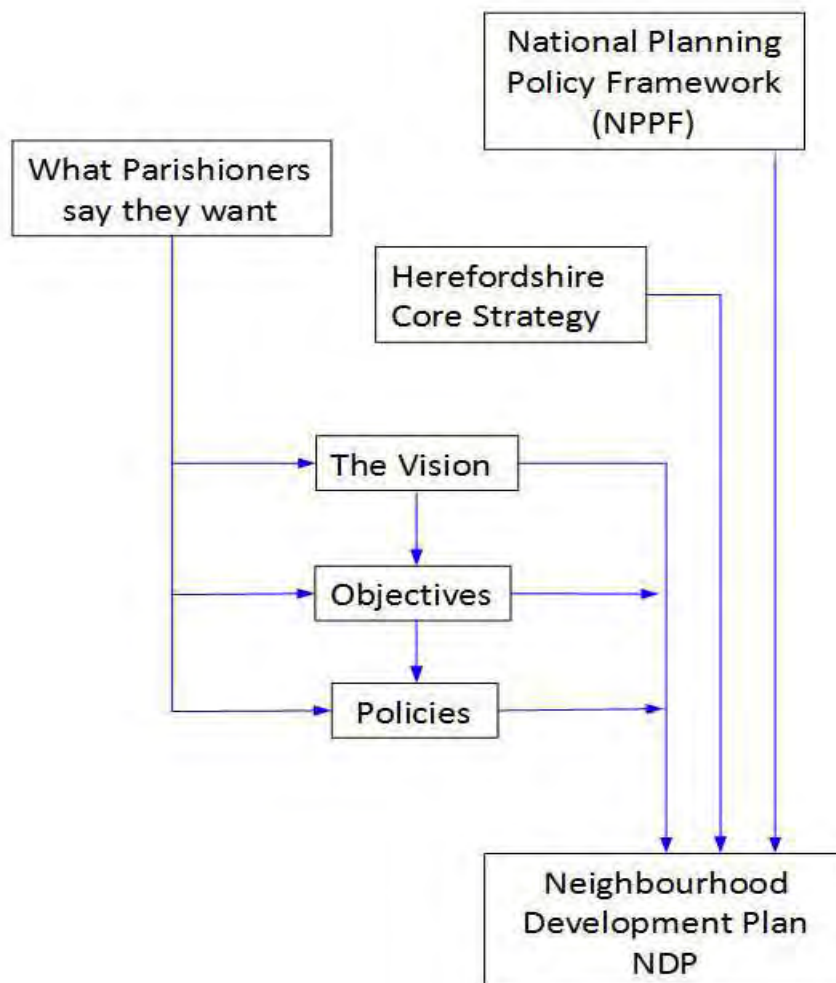 National Planning
Policy Framework
(NPPF)
What Parishioners
say they want
Herefordshire
Core Strategy
The Vision
Objectives
Policies
Neighbourhood
Development Plan
NDP